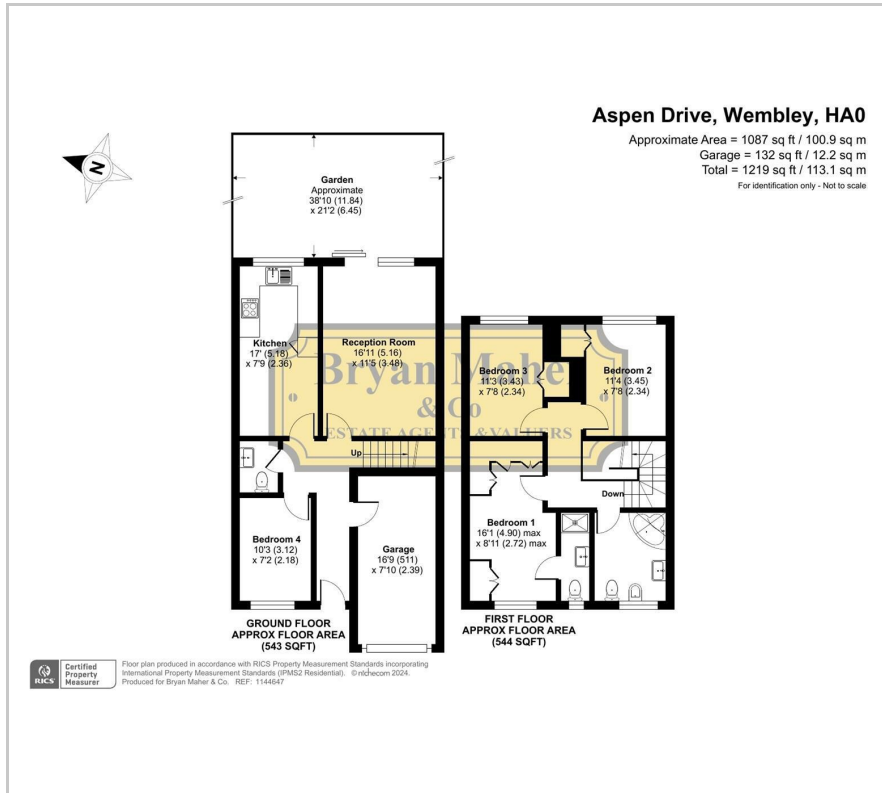 Aspen Drive, Wembley, HA0
Approximate Area = 1087 sq ft / 100.9 sq m
Garage = 132 sq ft / 12.2 sq m
Total = 1219 sq ft / 113.1 sq m
For identification only - Not to scale
N
Garden
Approximate
38'10 (11.84)
x 21'2 (6.45)
Kitchen
17' (5.18)
x 7'9 (2.36)
Reception Room
16'11 (5.16)
x 11'5 (3.48)
Bedroom 3
11'3 (3.43)
x 7'8 (2.34)
Bedroom 2
11'4 (3.45)
x 7'8 (2.34)
Bryan Maher
& Co
ESTATE AGENTS & VALUERS
Up
Down
Bedroom 4
10'3 (3.12)
x 7'2 (2.18)
Garage
16'9 (511)
x 7'10 (2.39)
Bedroom 1
16'1 (4.90) max
x 8'11 (2.72) max
GROUND FLOOR
APPROX FLOOR AREA
(543 SQFT)
FIRST FLOOR
APPROX FLOOR AREA
(544 SQFT)
RICS
Certified
Property
Measurer
Floor plan produced in accordance with RICS Property Measurement Standards incorporating
International Property Measurement Standards (IPMS2 Residential). © nichecom 2024.
Produced for Bryan Maher & Co. REF: 1144647